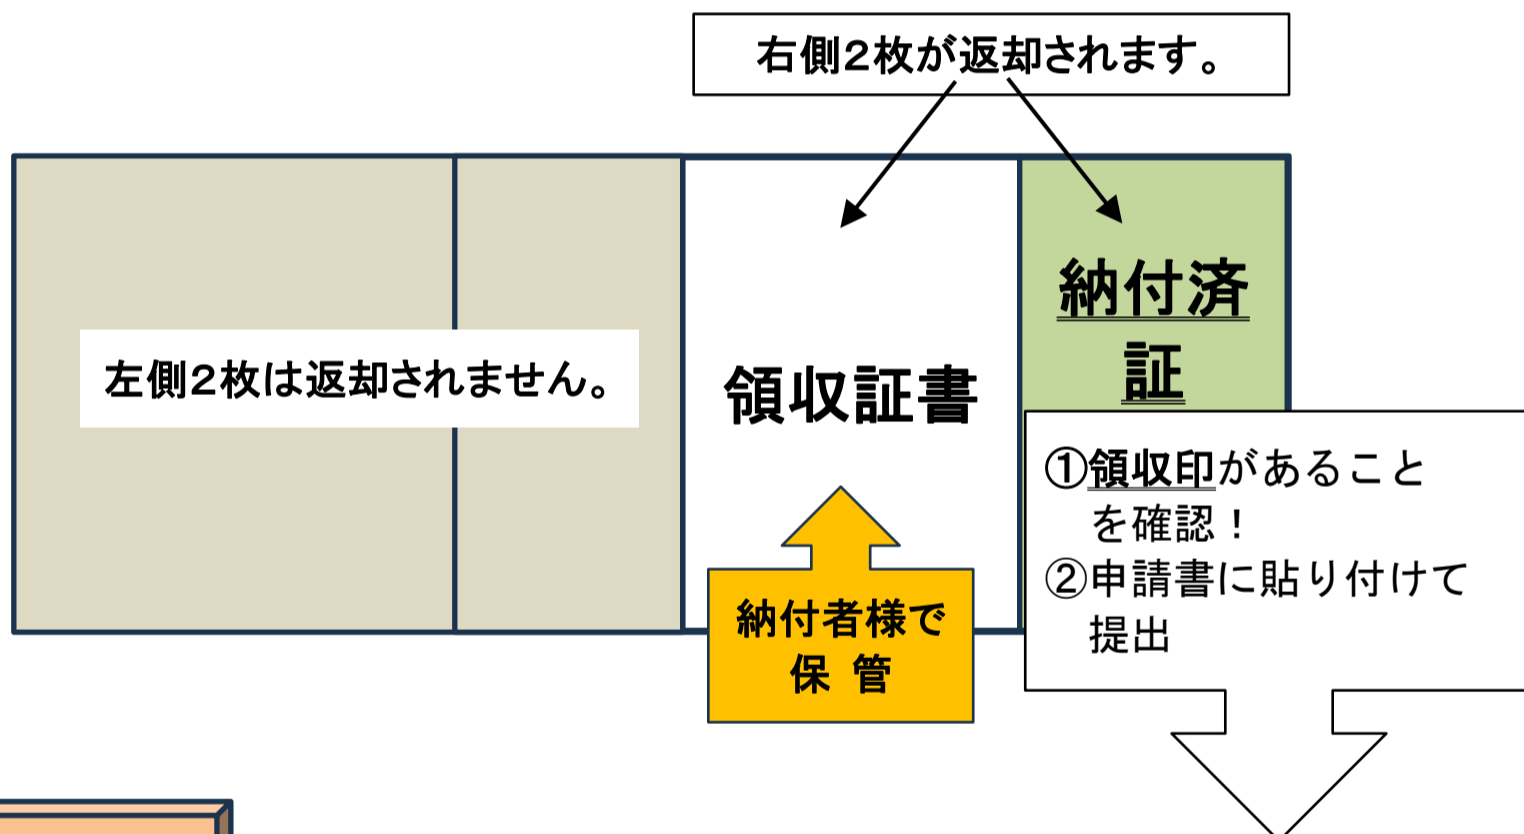 右側2枚が返却されます。
左側2枚は返却されません。
領収証書
納付済
証
納付者様で
保 管
①領収印があること
を確認！
②申請書に貼り付けて
提出